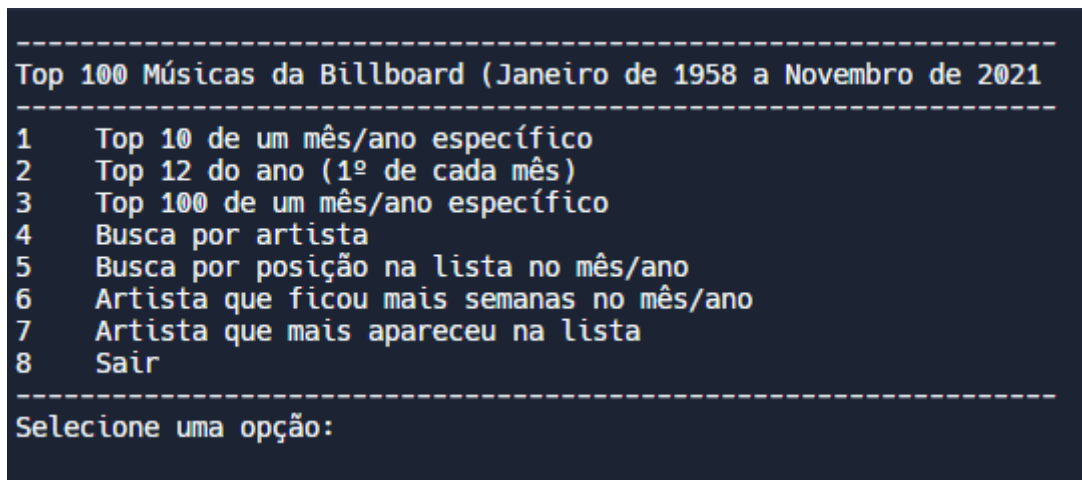 -----------------------------------------------------------------
Top 100 Músicas da Billboard (Janeiro de 1958 a Novembro de 2021
-----------------------------------------------------------------
1    Top 10 de um mês/ano específico
2    Top 12 do ano (1º de cada mês)
3    Top 100 de um mês/ano específico
4    Busca por artista
5    Busca por posição na lista no mês/ano
6    Artista que ficou mais semanas no mês/ano
7    Artista que mais apareceu na lista
8    Sair
-----------------------------------------------------------------
Selecione uma opção: